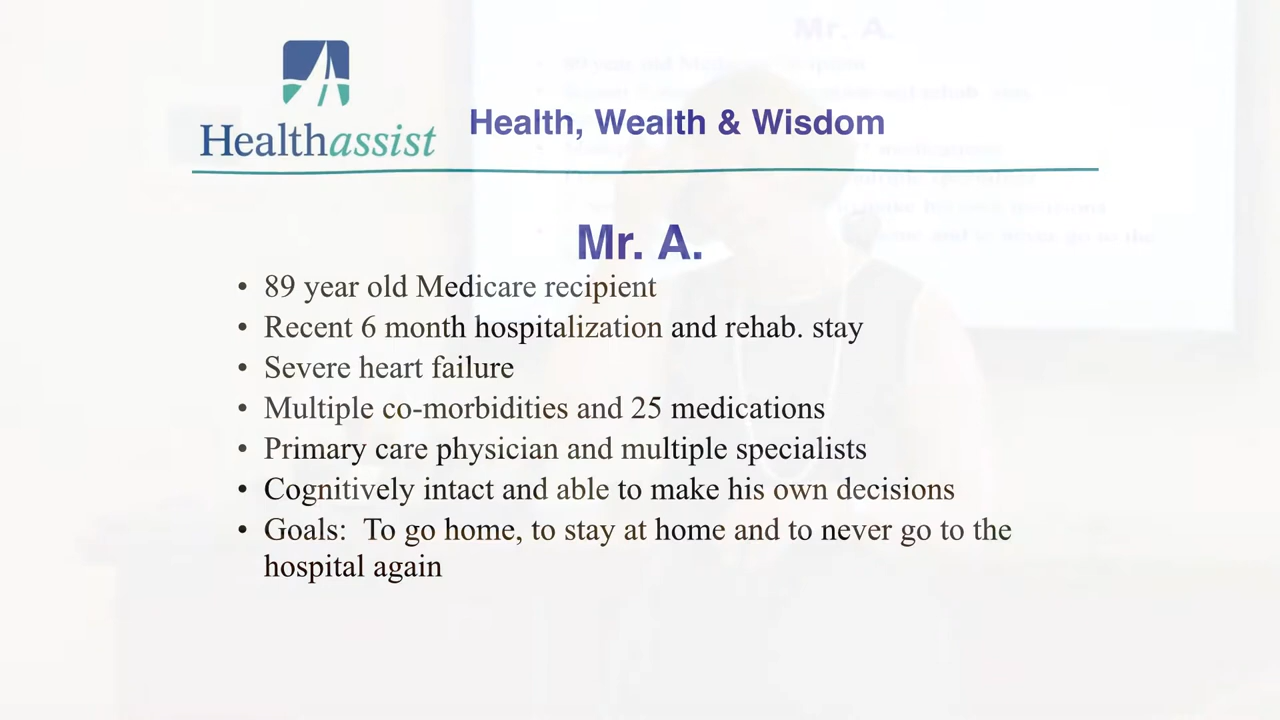 Healthassist
Health, Wealth & Wisdom
Mr. A.
• 89 year old Medicare recipient
• Recent 6 month hospitalization and rehab. stay
• Severe heart failure
• Multiple co-morbidities and 25 medications
• Primary care physician and multiple specialists
• Cognitively intact and able to make his own decisions
• Goals:  To go home, to stay at home and to never go to the
hospital again